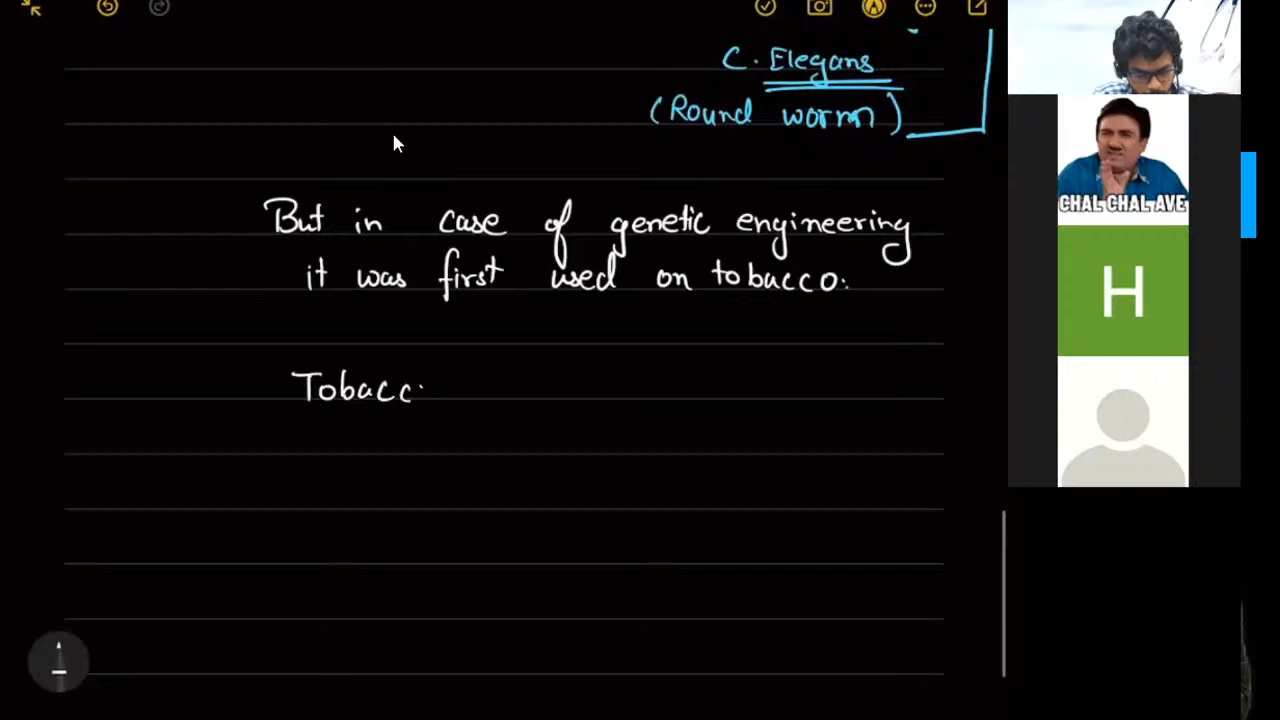 C. Elegans
(Round worm)
But in case of genetic engineering
it was first used on tobacco.
Tobacc
CHAL CHAL AVE
H